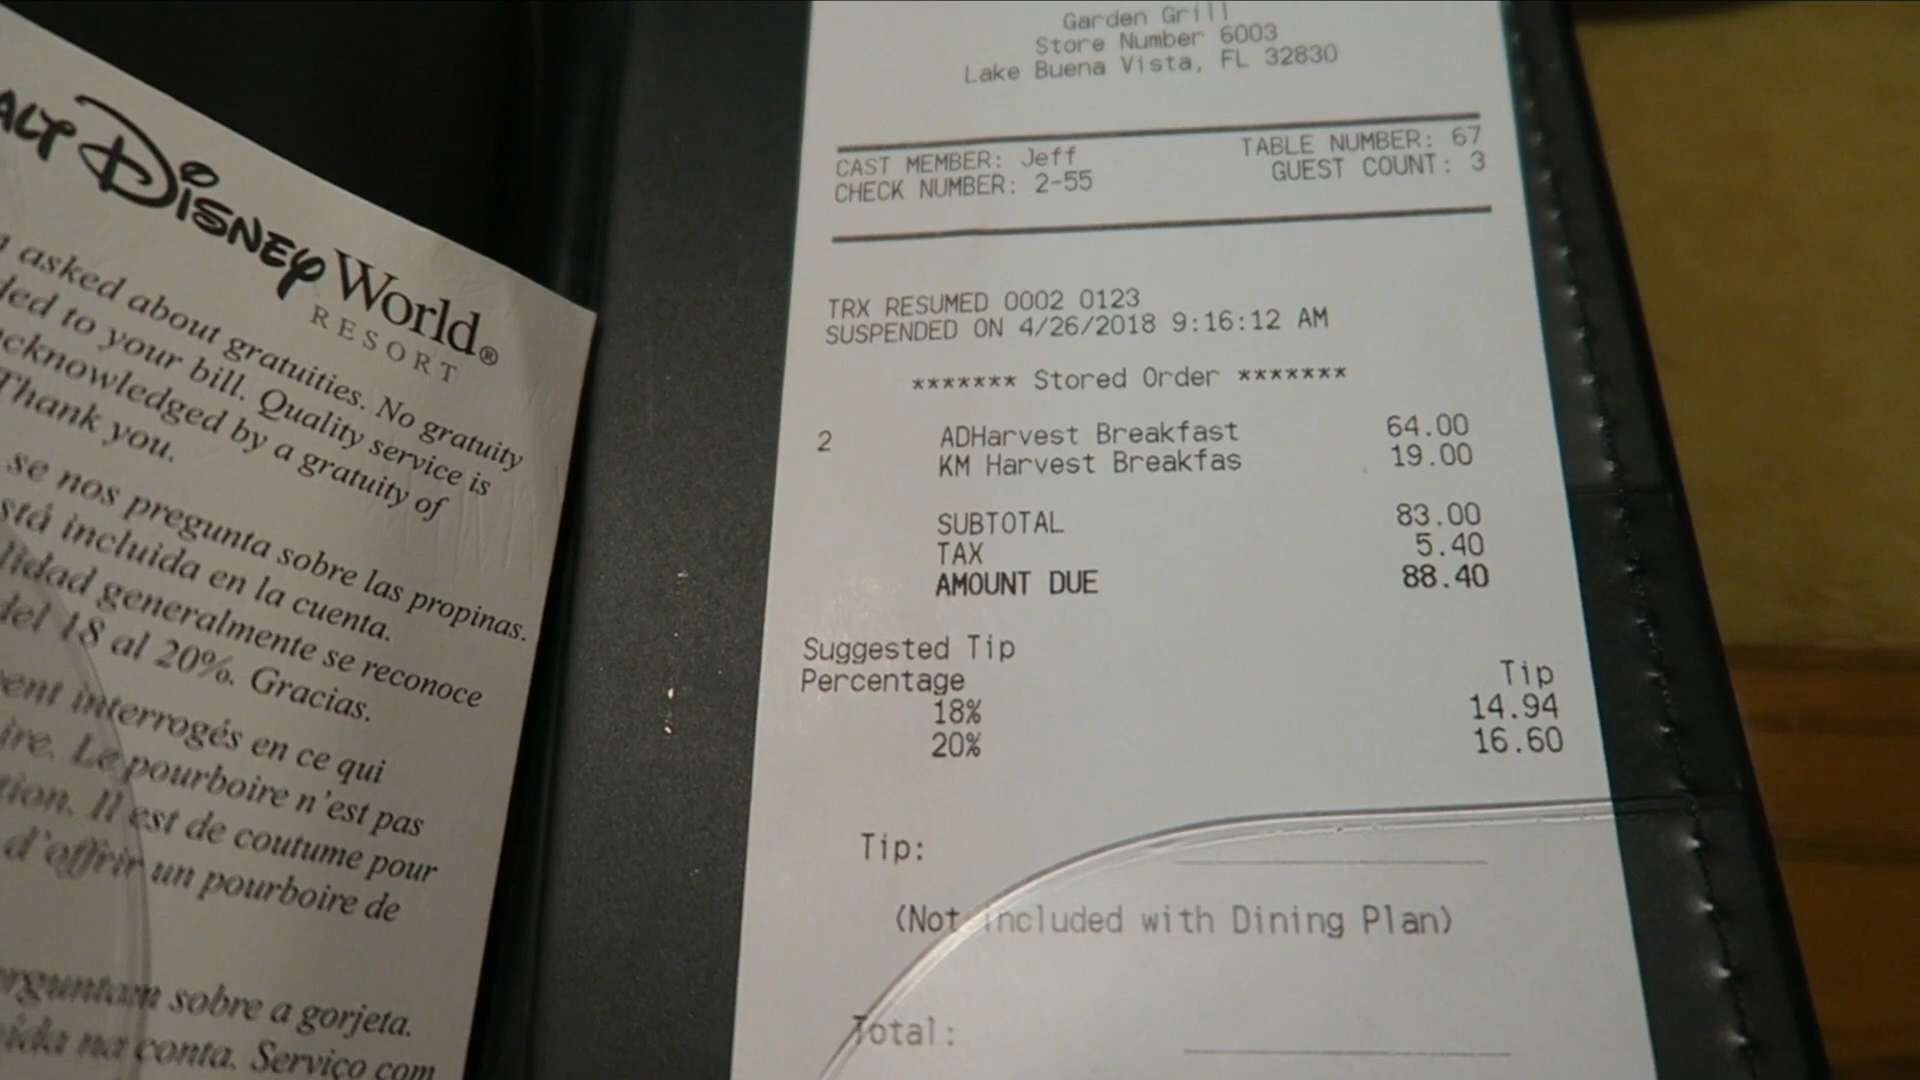 ALT DISNEY World®
RESORT
asked about gratuities. No gratuity
ded to your bill. Quality service is
cknowledged by a gratuity of
Thank you.
se nos pregunta sobre las propinas.
stá incluida en la cuenta.
lidad generalmente se reconoce
del 18 al 20%. Gracias.
ent interrogés en ce qui
ire. Le pourboire n'est pas
tion. Il est de coutume pour
d'offrir un pourboire de
erguntam sobre a gorjeta.
ida na conta. Serviço com
Garden Grill
Store Number 6003
Lake Buena Vista, FL 32830
CAST MEMBER: Jeff TABLE NUMBER: 67
CHECK NUMBER: 2-55 GUEST COUNT: 3
TRX RESUMED 0002 0123
SUSPENDED ON 4/26/2018 9:16:12 AM
******* Stored Order *******
2 ADHarvest Breakfast 64.00
KM Harvest Breakfas 19.00
SUBTOTAL 83.00
TAX 5.40
AMOUNT DUE 88.40
Suggested Tip
Percentage Tip
18% 14.94
20% 16.60
Tip:
(Not included with Dining Plan)
Total: